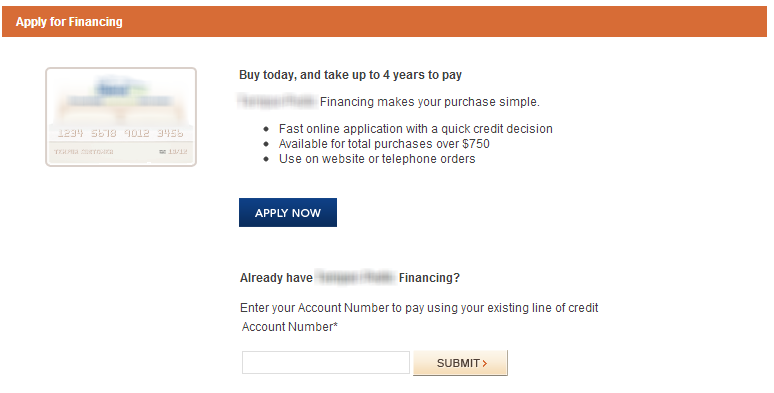 Apply for Financing
Buy today, and take up to 4 years to pay
Financing makes your purchase simple.
Fast online application with a quick credit decision
Available for total purchases over $750
Use on website or telephone orders
1234 5678 9012 3456
APPLY NOW
Already have Financing?
Enter your Account Number to pay using your existing line of credit
Account Number*
SUBMIT ›